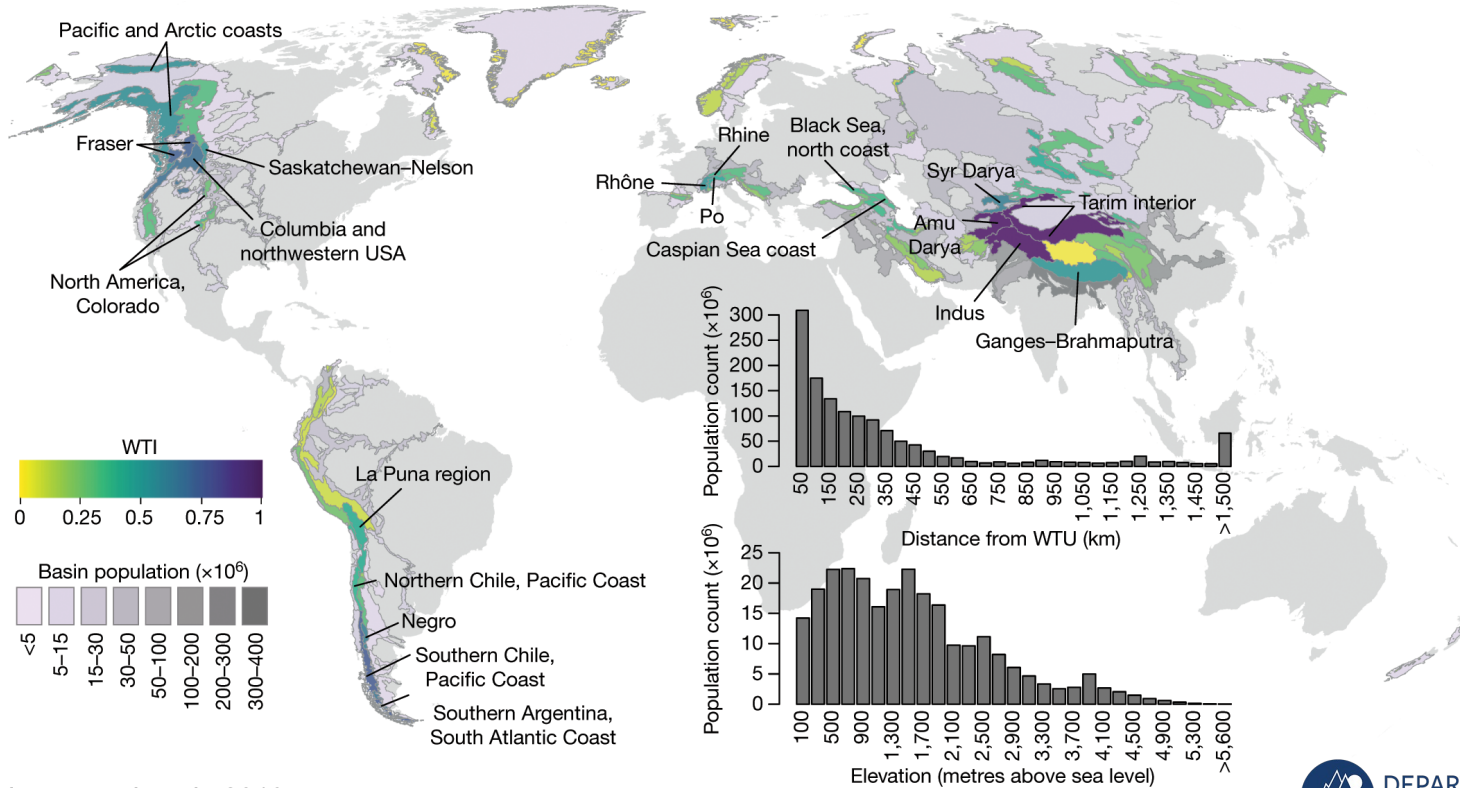 Pacific and Arctic coasts
Fraser
Saskatchewan–Nelson
Columbia and
northwestern USA
North America,
Colorado
Rhine
Black Sea,
north coast
Rhône
Po
Caspian Sea coast
Syr Darya
Tarim interior
Amu
Darya
Indus
Ganges–Brahmaputra
La Puna region
Northern Chile, Pacific Coast
Negro
Southern Chile,
Pacific Coast
Southern Argentina,
South Atlantic Coast
WTI
0 0.25 0.5 0.75 1
Basin population (×10⁶)
<5 5–15 15–30 30–50 50–100 100–200 200–300 300–400
Population count (×10⁶)
300
250
200
150
100
50
0
50 150 250 350 450 550 650 750 850 950 1,050 1,150 1,250 1,350 1,450 >1,500
Distance from WTU (km)
Population count (×10⁶)
25
20
15
10
5
0
100 500 900 1,300 1,700 2,100 2,500 2,900 3,300 3,700 4,100 4,500 4,900 5,300 >5,600
Elevation (metres above sea level)